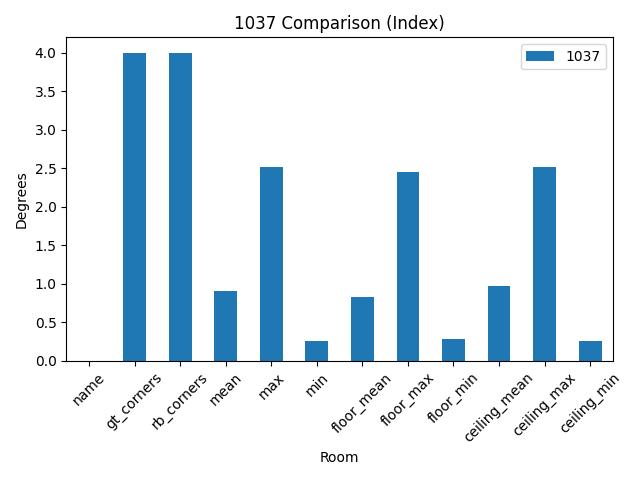 1037 Comparison (Index)
1037
Degrees
4.0
3.5
3.0
2.5
2.0
1.5
1.0
0.5
0.0
name
gt_corners
rb_corners
mean
max
min
floor_mean
floor_max
floor_min
ceiling_mean
ceiling_max
ceiling_min
Room